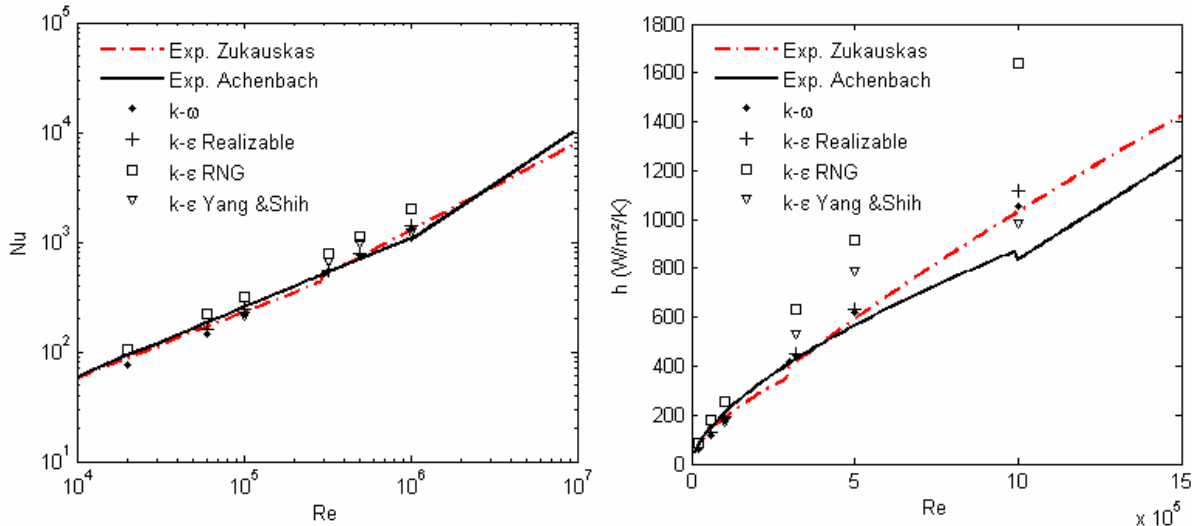 10^5
10^4
10^3
10^2
10^1
Nu
Exp. Zukauskas
Exp. Achenbach
k-ω
k-ε Realizable
k-ε RNG
k-ε Yang &Shih
10^4
10^5
10^6
10^7
Re
1800
1600
1400
1200
1000
800
600
400
200
0
h (W/m²/K)
Exp. Zukauskas
Exp. Achenbach
k-ω
k-ε Realizable
k-ε RNG
k-ε Yang &Shih
0
5
10
15
Re
x 10^5